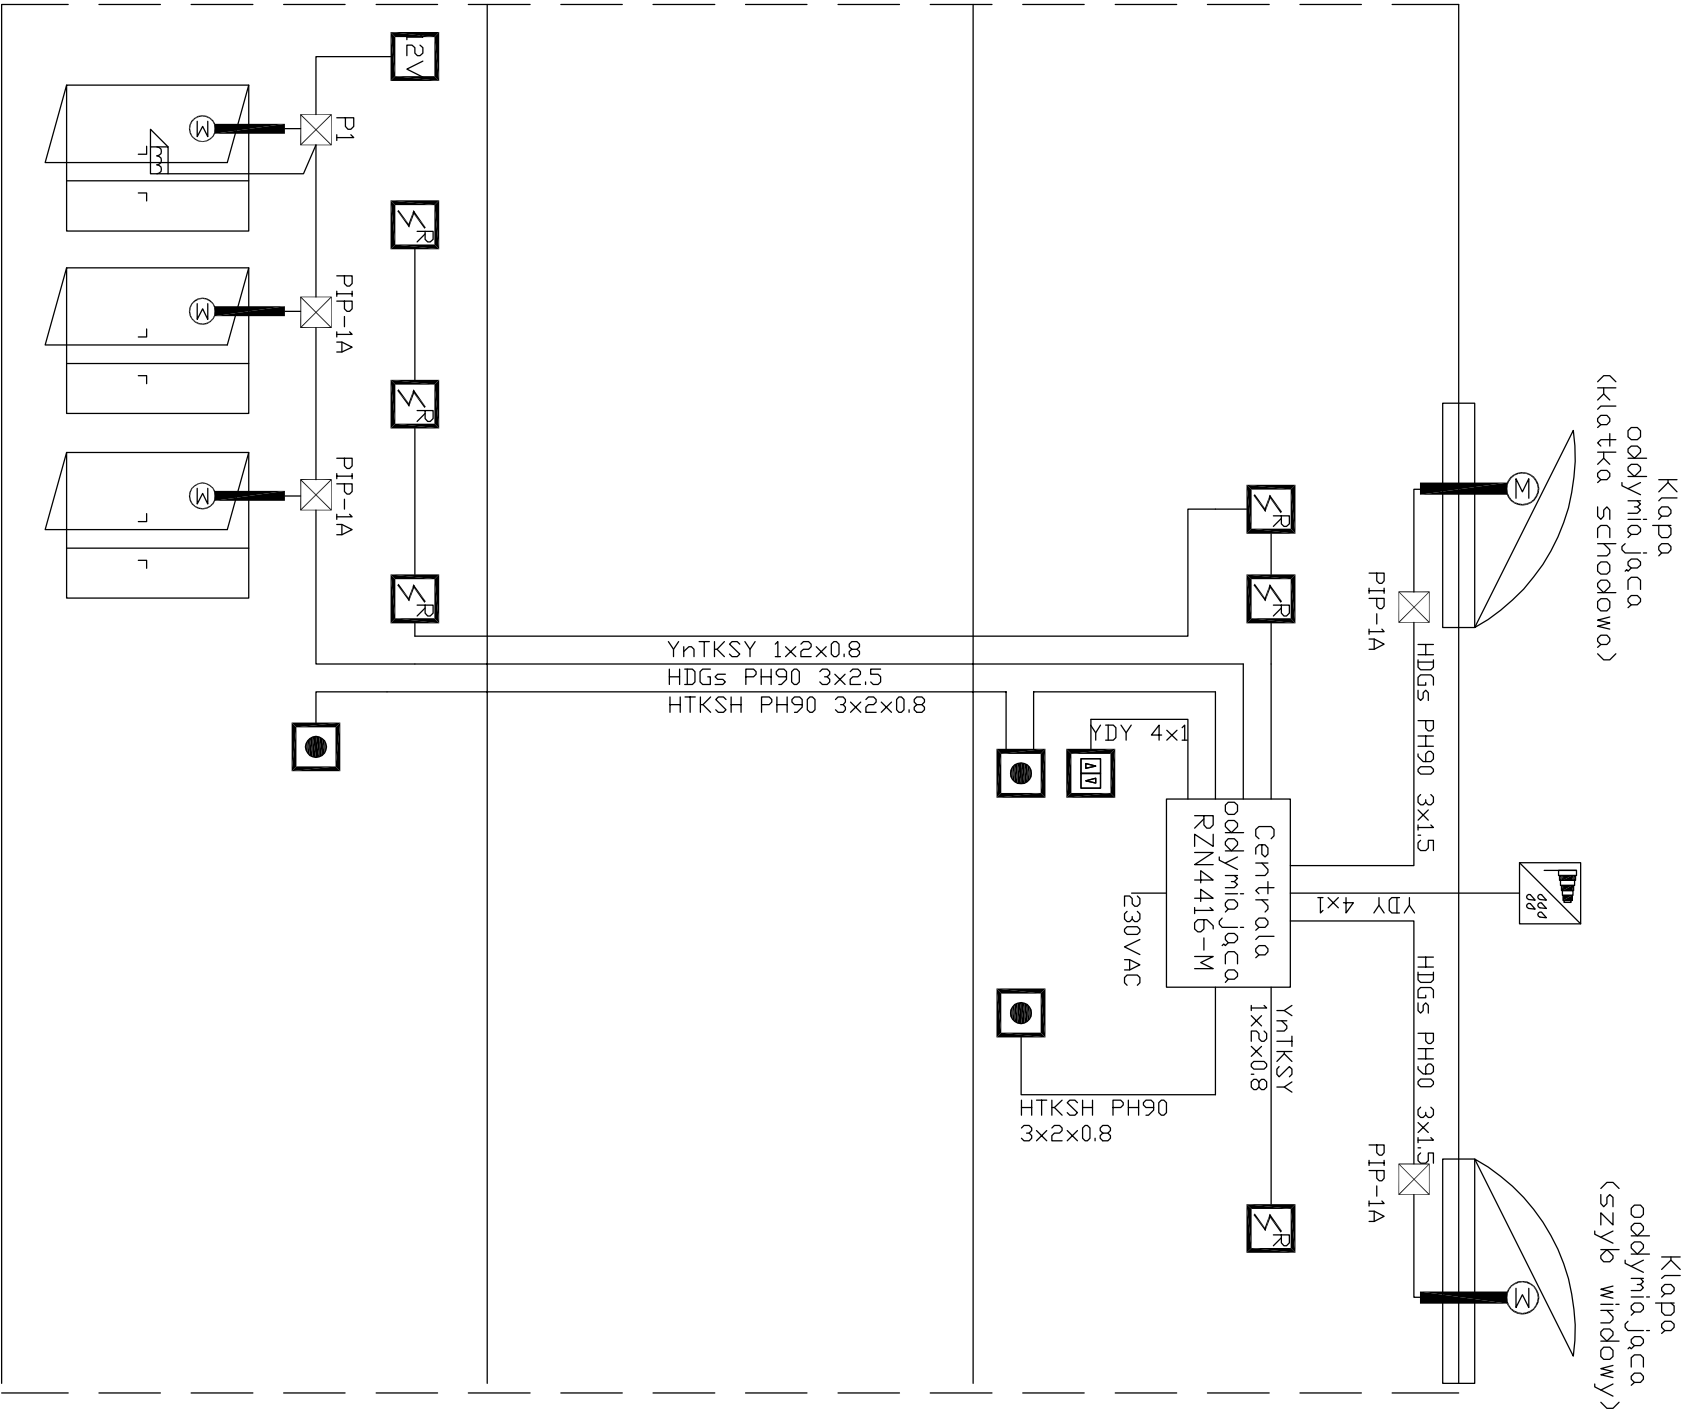 Klapa
oddymiająca
(klatka schodowa)
Klapa
oddymiająca
(szyb windowy)
M
M
PIP-1A
HDGs PH90 3x1.5
YDY 4x1
HDGs PH90 3x1.5
PIP-1A
R
R
R
Centrala
oddymiająca
RZN4416-M
230VAC
YnTKSY
1x2x0.8
YDY 4x1
HTKSH PH90
3x2x0.8
YnTKSY 1x2x0.8
HDGs PH90 3x2.5
HTKSH PH90 3x2x0.8
12V
R
R
R
P1
PIP-1A
PIP-1A
M
M
M